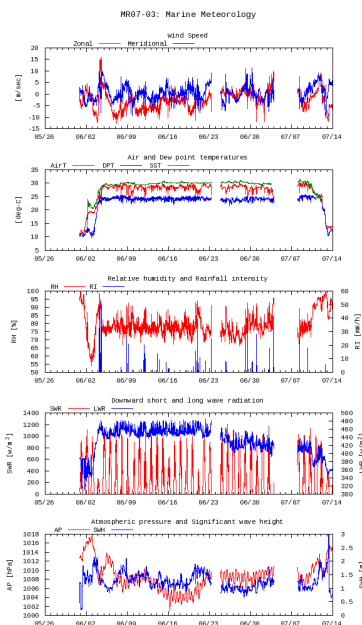 MR07-03: Marine Meteorology
Wind Speed
Zonal Meridional
[m/sec]
20
15
10
5
0
-5
-10
-15
05/26 06/02 06/09 06/16 06/23 06/30 07/07 07/14
Air and Dew point temperatures
AirT DPT SST
[deg-C]
35
30
25
20
15
10
5
05/26 06/02 06/09 06/16 06/23 06/30 07/07 07/14
Relative humidity and Rainfall intensity
RH RI
RH [%]
100
95
90
85
80
75
70
65
60
55
50
60
50
40
30
20
10
0
RI [mm/h]
05/26 06/02 06/09 06/16 06/23 06/30 07/07 07/14
Downward short and long wave radiation
SWR LWR
SWR [w/m²]
1400
1200
1000
800
600
400
200
0
500
480
460
440
420
400
380
360
340
320
300
LWR [w/m²]
05/26 06/02 06/09 06/16 06/23 06/30 07/07 07/14
Atmospheric pressure and Significant wave height
AP SWH
AP [hPa]
1018
1016
1014
1012
1010
1008
1006
1004
1002
1000
3
2.5
2
1.5
1
0.5
0
SWH [m]
05/26 06/02 06/09 06/16 06/23 06/30 07/07 07/14